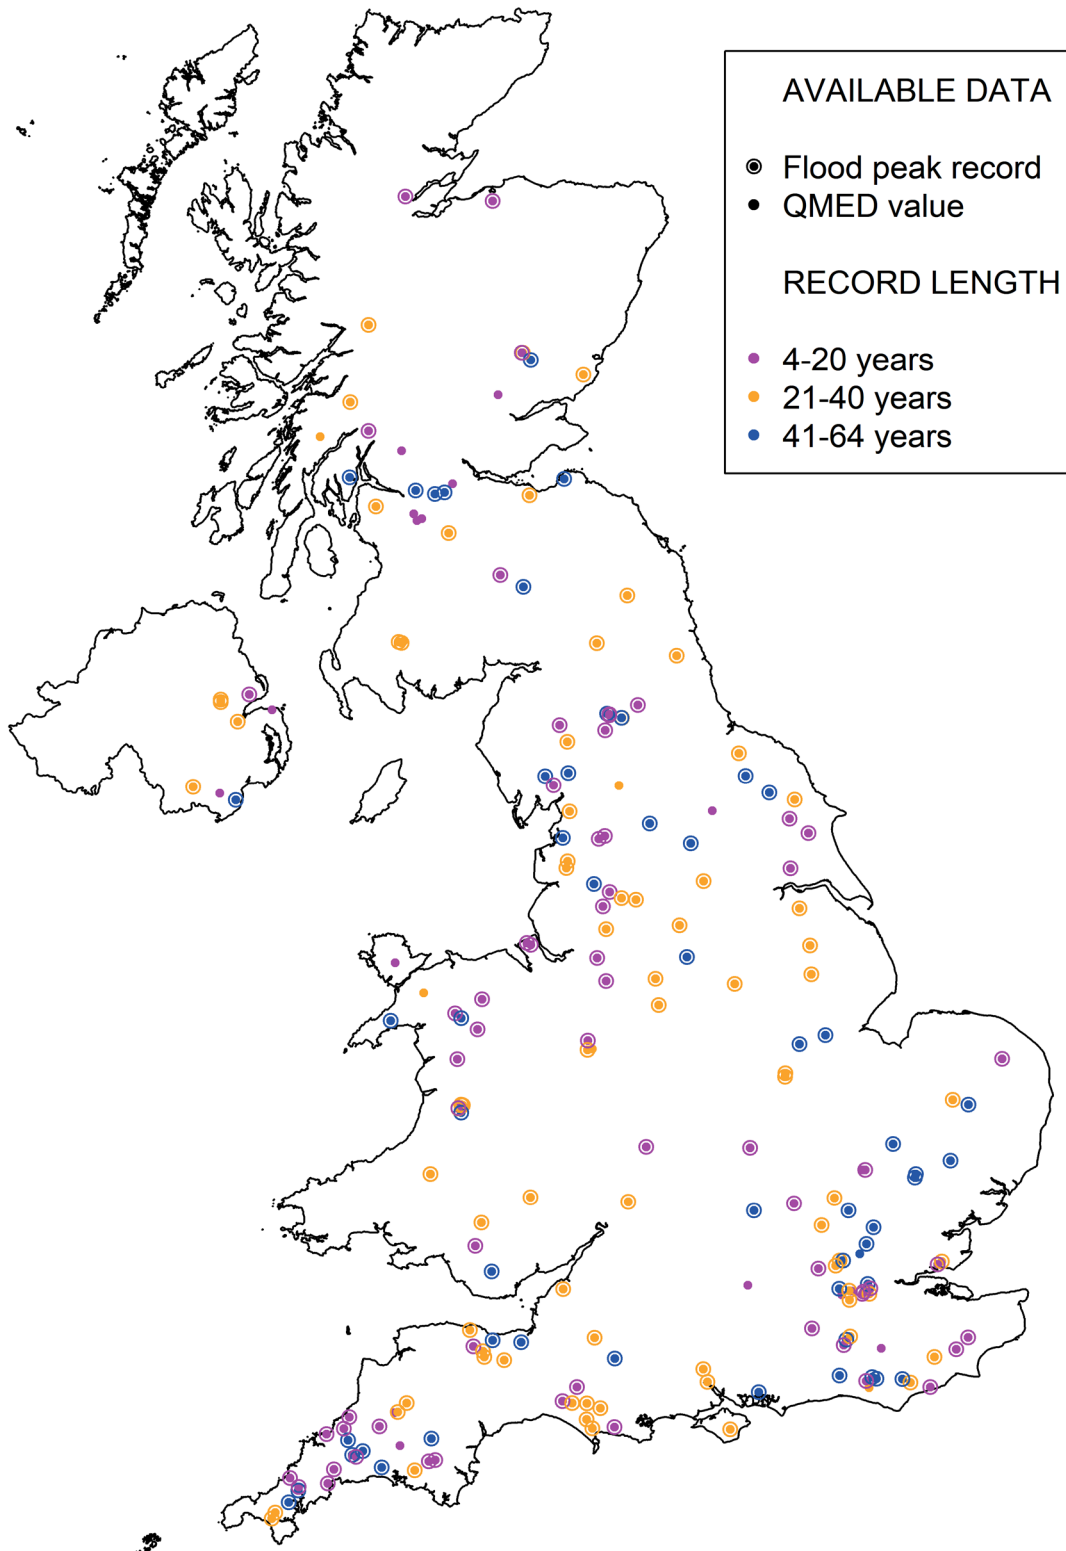 AVAILABLE DATA
Flood peak record
QMED value
RECORD LENGTH
4-20 years
21-40 years
41-64 years